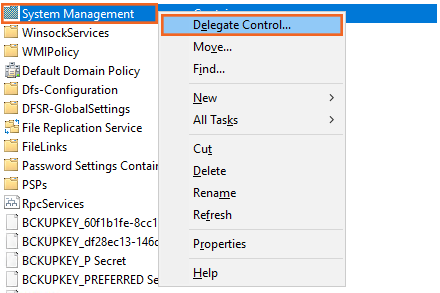 System Management
WinsockServices
WMIPolicy
Default Domain Policy
Dfs-Configuration
DFSR-GlobalSettings
File Replication Service
FileLinks
Password Settings Contain
PSPs
RpcServices
BCKUPKEY_60f1b1fe-8cc1
BCKUPKEY_df28ec13-146c
BCKUPKEY_P Secret
BCKUPKEY_PREFERRED Se
Delegate Control...
Move...
Find...
New
All Tasks
Cut
Delete
Rename
Refresh
Properties
Help